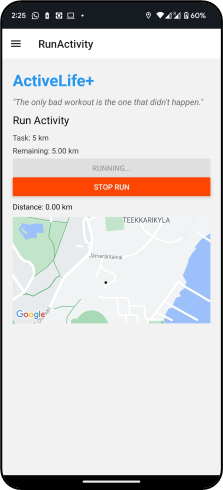 2:25
60%
RunActivity
ActiveLife+
"The only bad workout is the one that didn't happen."
Run Activity
Task: 5 km
Remaining: 5.00 km
RUNNING...
STOP RUN
Distance: 0.00 km
TEEKKARIKYLÄ
Jämeräntaival
Google